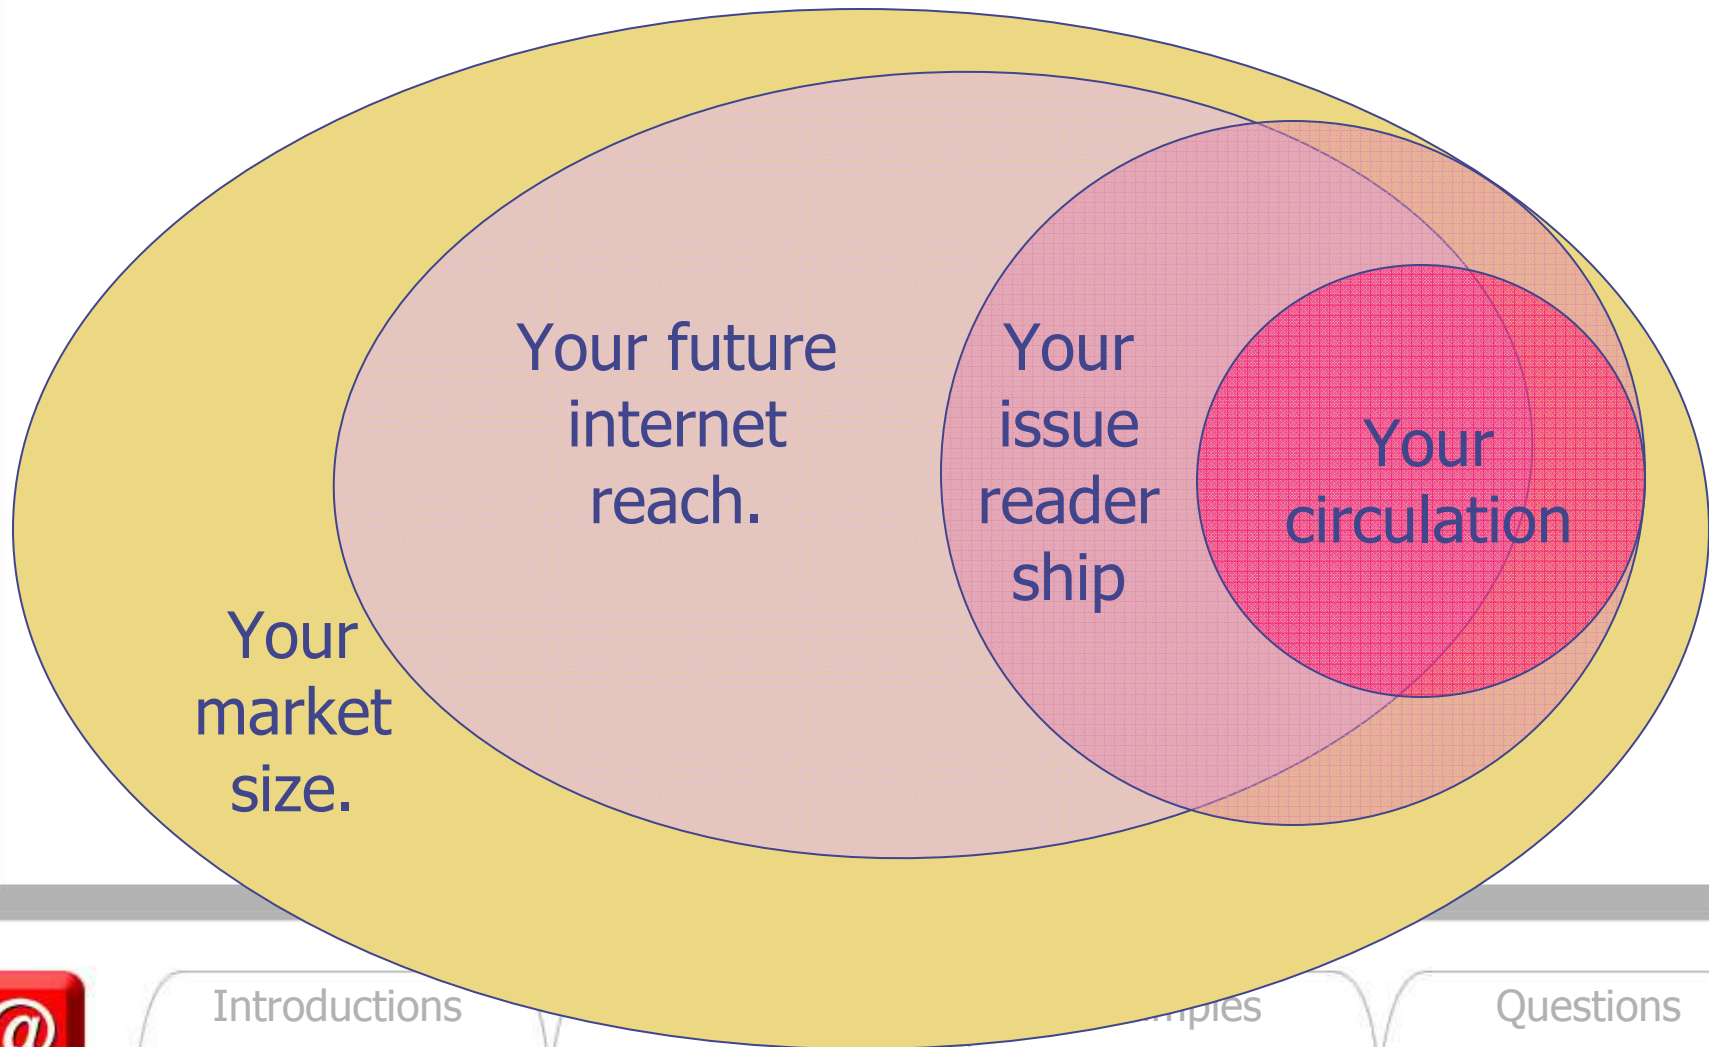 Your future
internet
reach.
Your
issue
reader
ship
Your
circulation
Your
market
size.
@
Introductions
Questions